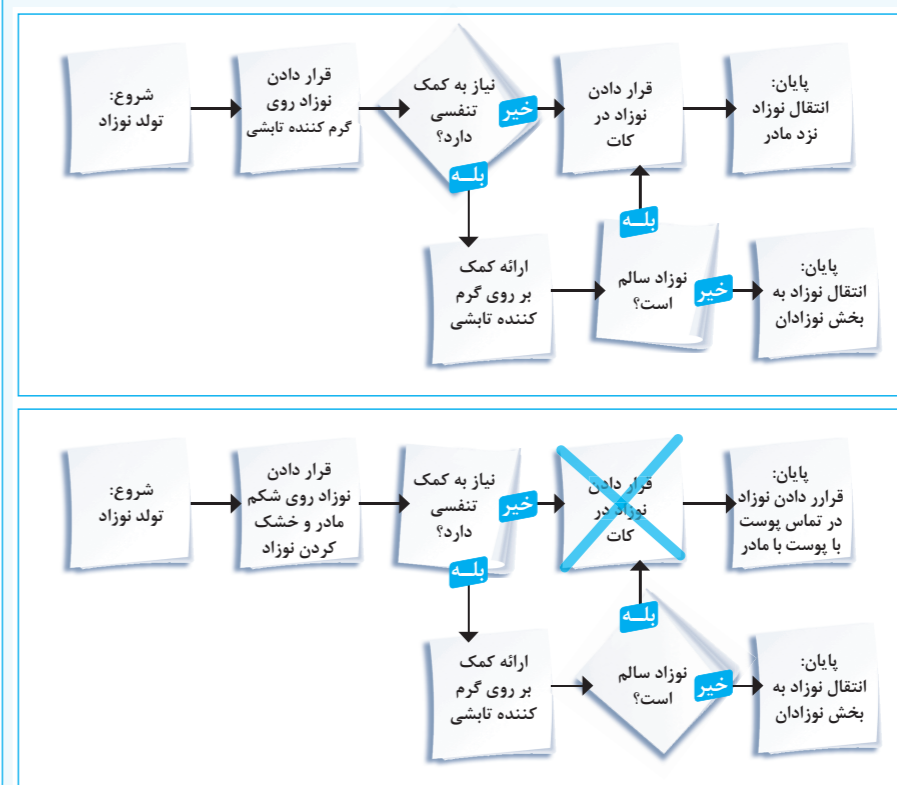 شروع:
تولد نوزاد
قرار دادن
نوزاد روی
گرم کننده تابشی
نیاز به کمک
تنفسی
دارد؟
خیر
بلــه
قرار دادن
نوزاد در
کات
پایان:
انتقال نوزاد
نزد مادر
ارائه کمک
بر روی گرم
کننده تابشی
نوزاد سالم
است؟
بلــه
خیر
پایان:
انتقال نوزاد به
بخش نوزادان
شروع:
تولد نوزاد
قرار دادن
نوزاد روی شکم
مادر و خشک
کردن نوزاد
نیاز به کمک
تنفسی
دارد؟
خیر
بلــه
قرار دادن
نوزاد در
کات
پایان:
قرارر دادن نوزاد
در تماس پوست
با پوست با مادر
ارائه کمک
بر روی گرم
کننده تابشی
نوزاد سالم
است؟
بلــه
خیر
پایان:
انتقال نوزاد به
بخش نوزادان